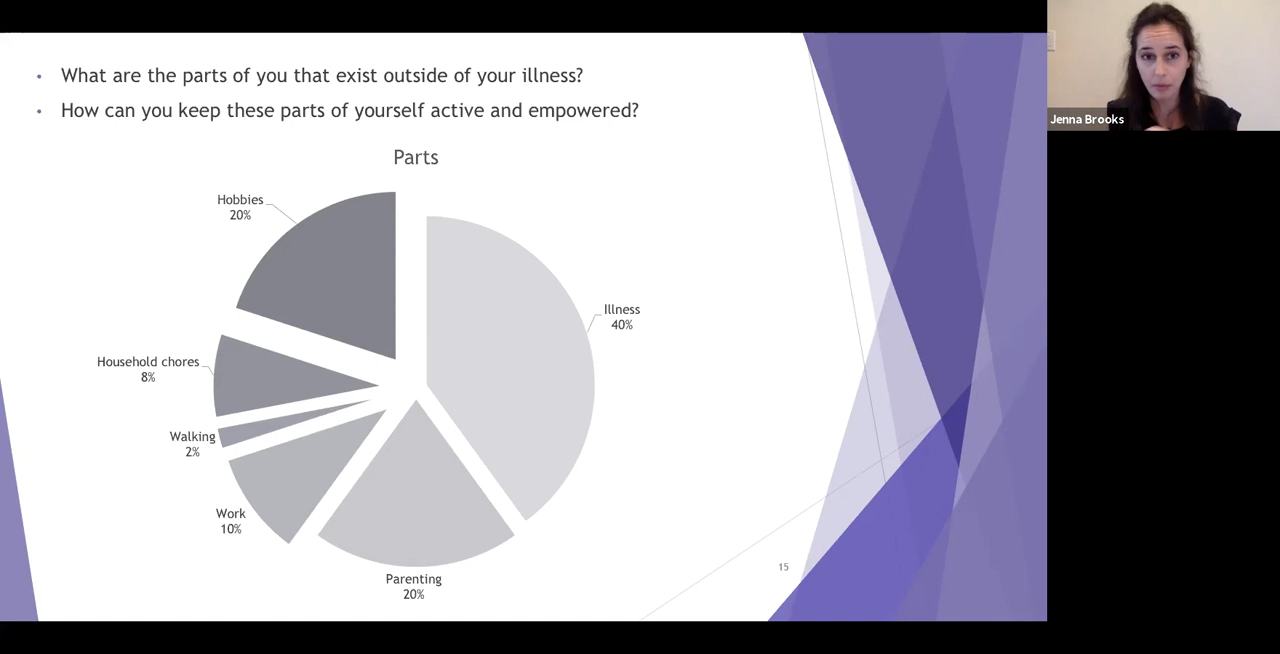 • What are the parts of you that exist outside of your illness?
• How can you keep these parts of yourself active and empowered?
Parts
Hobbies
20%
Illness
40%
Household chores
8%
Walking
2%
Work
10%
Parenting
20%
15
Jenna Brooks